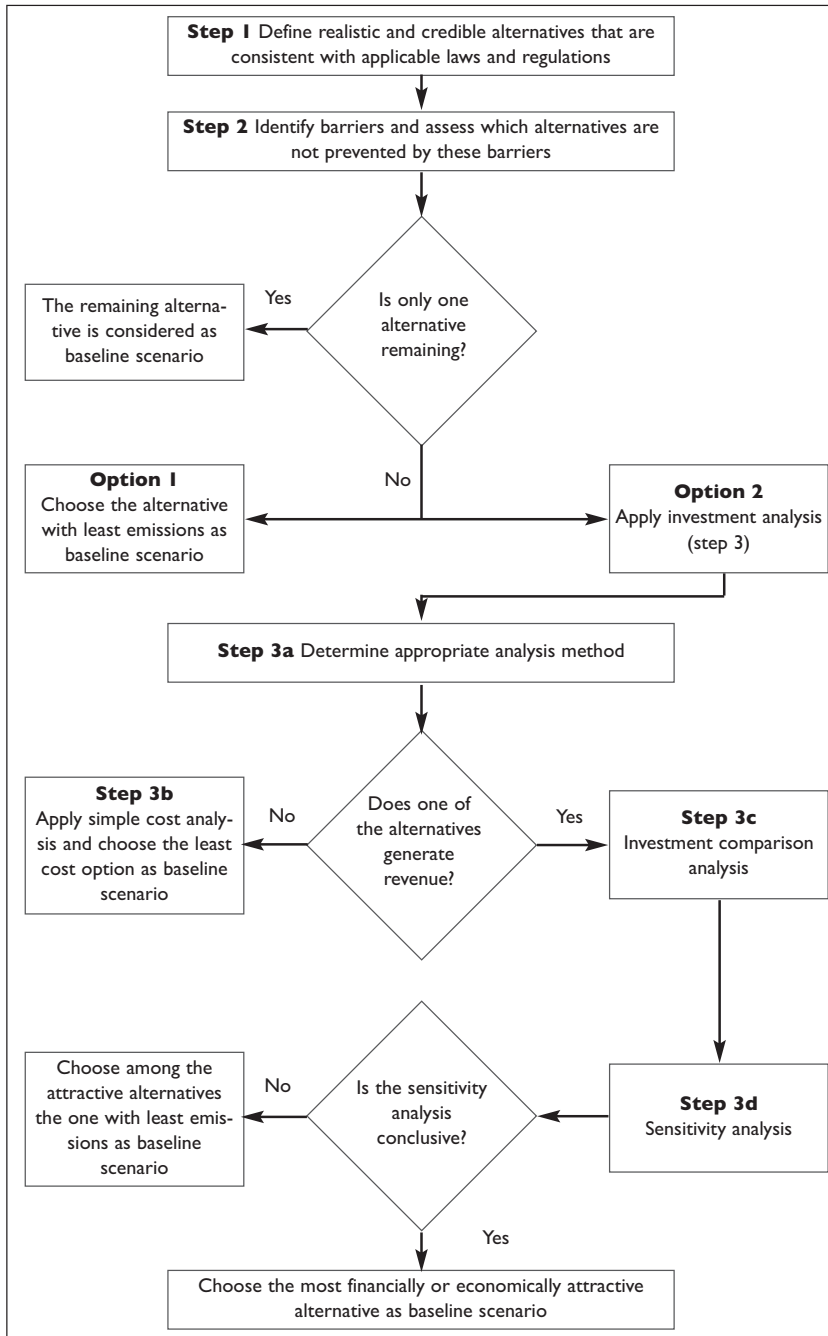 Step 1 Define realistic and credible alternatives that are
consistent with applicable laws and regulations
Step 2 Identify barriers and assess which alternatives are
not prevented by these barriers
Is only one
alternative
remaining?
Yes
The remaining alterna-
tive is considered as
baseline scenario
No
Option 1
Choose the alternative
with least emissions as
baseline scenario
Option 2
Apply investment analysis
(step 3)
Step 3a Determine appropriate analysis method
Does one of
the alternatives
generate
revenue?
No
Step 3b
Apply simple cost analy-
sis and choose the least
cost option as baseline
scenario
Yes
Step 3c
Investment comparison
analysis
Step 3d
Sensitivity analysis
Is the sensitivity
analysis
conclusive?
No
Choose among the
attractive alternatives
the one with least emis-
sions as baseline
scenario
Yes
Choose the most financially or economically attractive
alternative as baseline scenario